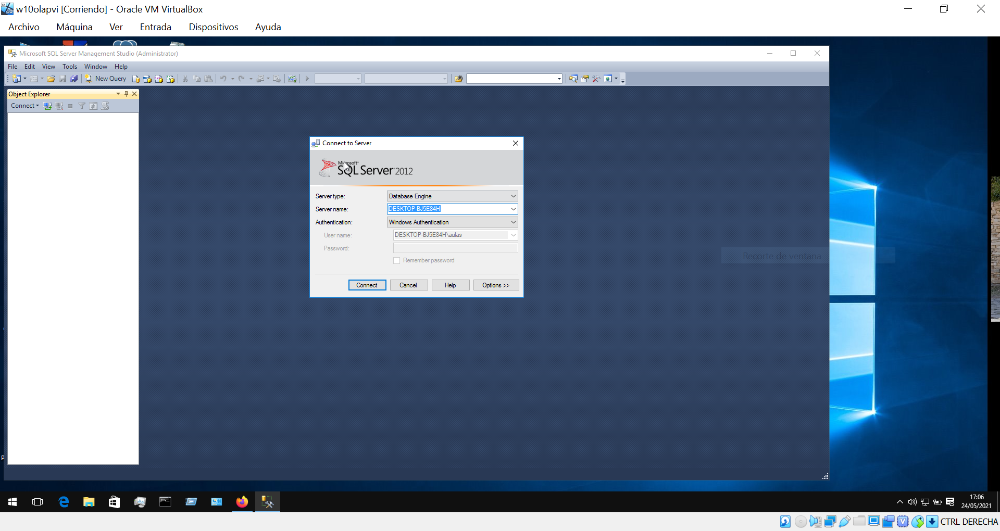 w10olapvi [Corriendo] - Oracle VM VirtualBox
Archivo Máquina Ver Entrada Dispositivos Ayuda
Microsoft SQL Server Management Studio (Administrator)
File Edit View Tools Window Help
New Query
Object Explorer
Connect
Connect to Server
Microsoft®
SQL Server 2012
Server type: Database Engine
Server name: DESKTOP-BJ5E84H
Authentication: Windows Authentication
User name: DESKTOP-BJ5E84H\aulas
Password:
Remember password
Connect Cancel Help Options >>
Recorte de ventana
P
17:06
24/05/2021
CTRL DERECHA